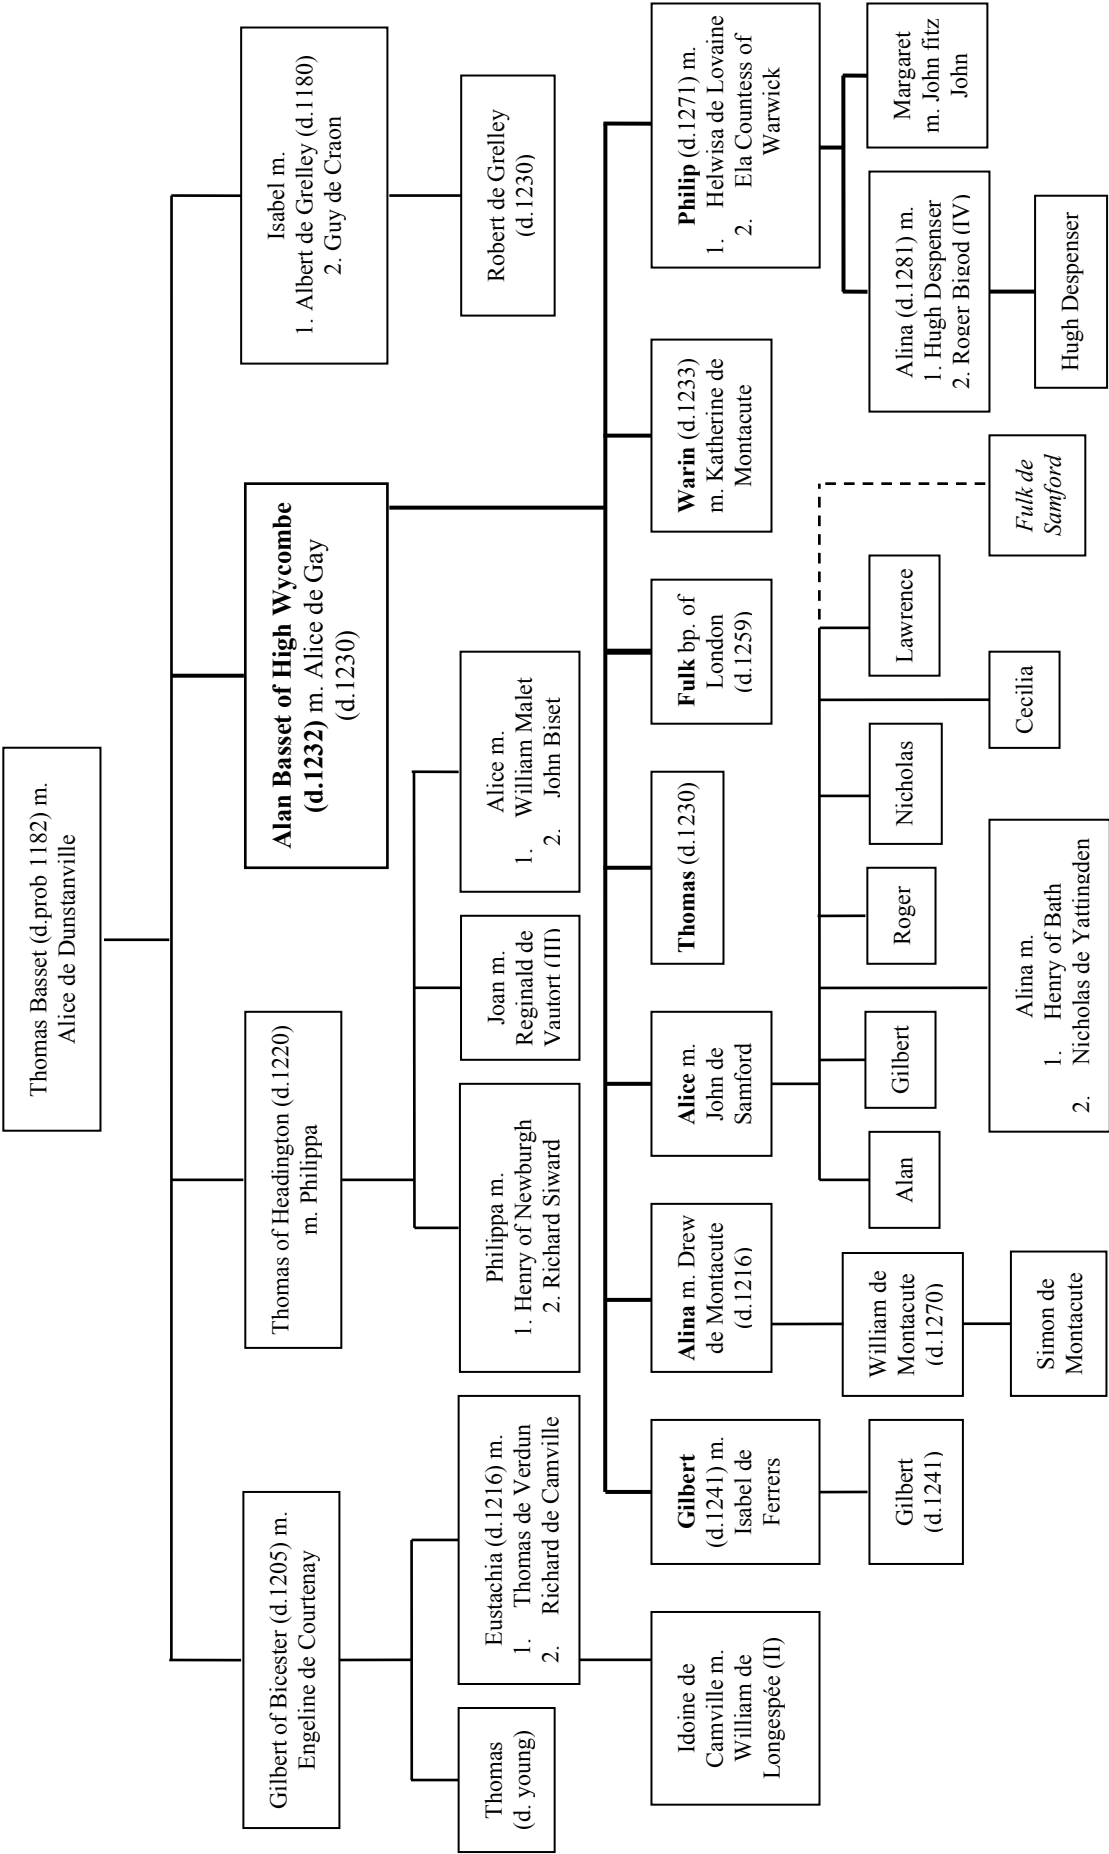 Thomas Basset (d.prob 1182) m.
Alice de Dunstanville
Gilbert of Bicester (d.1205) m.
Engeline de Courtenay
Thomas of Headington (d.1220)
m. Philippa
Alan Basset of High Wycombe
(d.1232) m. Alice de Gay
(d.1230)
Isabel m.
1. Albert de Grelley (d.1180)
2. Guy de Craon
Thomas
(d. young)
Eustachia (d.1216) m.
1. Thomas de Verdun
2. Richard de Camville
Philippa m.
1. Henry of Newburgh
2. Richard Siward
Joan m.
Reginald de
Vautort (III)
Alice m.
1. William Malet
2. John Biset
Robert de Grelley
(d.1230)
Idoine de
Camville m.
William de
Longespée (II)
Gilbert
(d.1241) m.
Isabel de
Ferrers
Alina m. Drew
de Montacute
(d.1216)
Alice m.
John de
Samford
Thomas (d.1230)
Fulk bp. of
London
(d.1259)
Warin (d.1233)
m. Katherine de
Montacute
Philip (d.1271) m.
1. Helwisa de Lovaine
2. Ela Countess of
Warwick
Gilbert
(d.1241)
William de
Montacute
(d.1270)
Alan
Gilbert
Roger
Nicholas
Lawrence
Alina (d.1281) m.
1. Hugh Despenser
2. Roger Bigod (IV)
Margaret
m. John fitz
John
Simon de
Montacute
Alina m.
1. Henry of Bath
2. Nicholas de Yattingden
Cecilia
Fulk de
Samford
Hugh Despenser